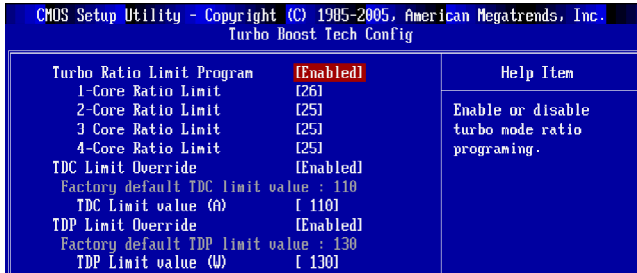 CMOS Setup Utility - Copyright (C) 1985-2005, American Megatrends, Inc.
Turbo Boost Tech Config
Turbo Ratio Limit Program [Enabled]
1-Core Ratio Limit [26]
2-Core Ratio Limit [25]
3 Core Ratio Limit [25]
4-Core Ratio Limit [25]
TDC Limit Override [Enabled]
Factory default TDC limit value : 110
TDC Limit value (A) [ 110]
TDP Limit Override [Enabled]
Factory default TDP limit value : 130
TDP Limit value (W) [ 130]
Help Item
Enable or disable
turbo mode ratio
programing.